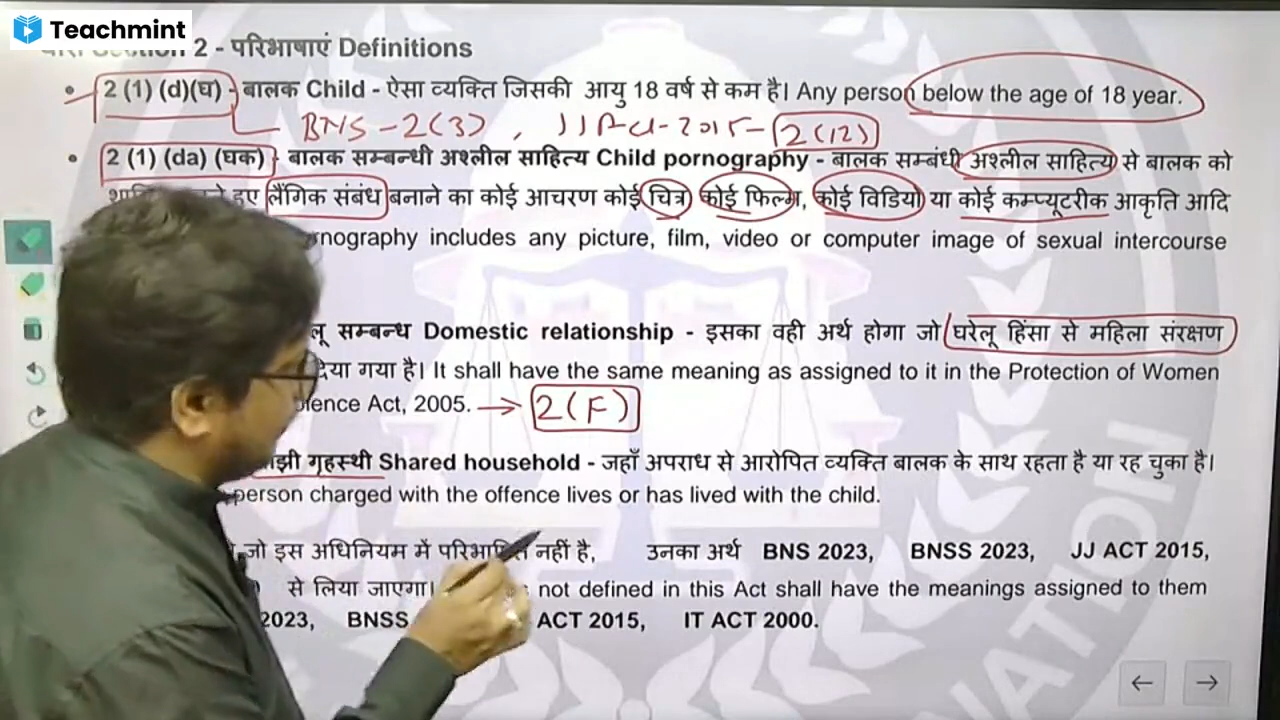 Teachmint
Section 2 - परिभाषाएं Definitions
• 2 (1) (d)(घ) - बालक Child - ऐसा व्यक्ति जिसकी आयु 18 वर्ष से कम है। Any person below the age of 18 year.
BNS - 2(3) , JJ Act-2015- 2(12)
• 2 (1) (da) (घक) - बालक सम्बन्धी अश्लील साहित्य Child pornography - बालक सम्बंधी अश्लील साहित्य से बालक को
हुए लैंगिक संबंध बनाने का कोई आचरण कोई चित्र कोई फिल्म, कोई विडियो या कोई कम्प्यूटरीक आकृति आदि
includes any picture, film, video or computer image of sexual intercourse
सम्बन्ध Domestic relationship - इसका वही अर्थ होगा जो घरेलू हिंसा से महिला संरक्षण
दिया गया है। It shall have the same meaning as assigned to it in the Protection of Women
Act, 2005. → 2(F)
गृहस्थी Shared household - जहाँ अपराध से आरोपित व्यक्ति बालक के साथ रहता है या रह चुका है।
person charged with the offence lives or has lived with the child.
जो इस अधिनियम में परिभाषित नहीं है, उनका अर्थ BNS 2023, BNSS 2023, JJ ACT 2015,
से लिया जाएगा। not defined in this Act shall have the meanings assigned to them
2023, BNSS ACT 2015, IT ACT 2000.
NATION
← →